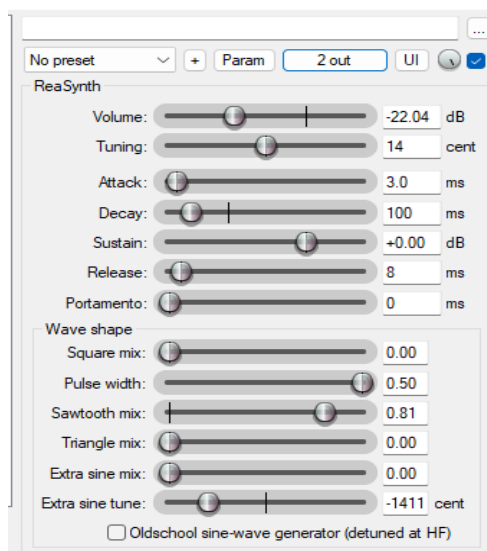 ...
No preset + Param 2 out UI
ReaSynth
Volume: -22.04 dB
Tuning: 14 cent
Attack: 3.0 ms
Decay: 100 ms
Sustain: +0.00 dB
Release: 8 ms
Portamento: 0 ms
Wave shape
Square mix: 0.00
Pulse width: 0.50
Sawtooth mix: 0.81
Triangle mix: 0.00
Extra sine mix: 0.00
Extra sine tune: -1411 cent
Oldschool sine-wave generator (detuned at HF)